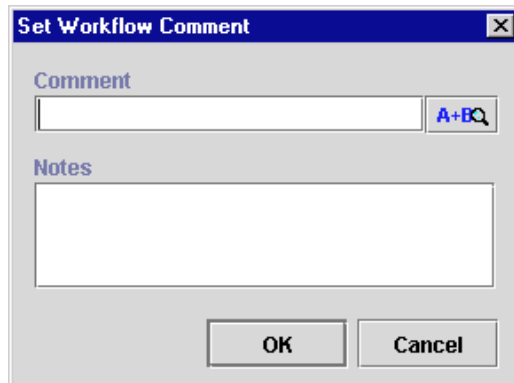 Set Workflow Comment
Comment
A+B
Notes
OK
Cancel